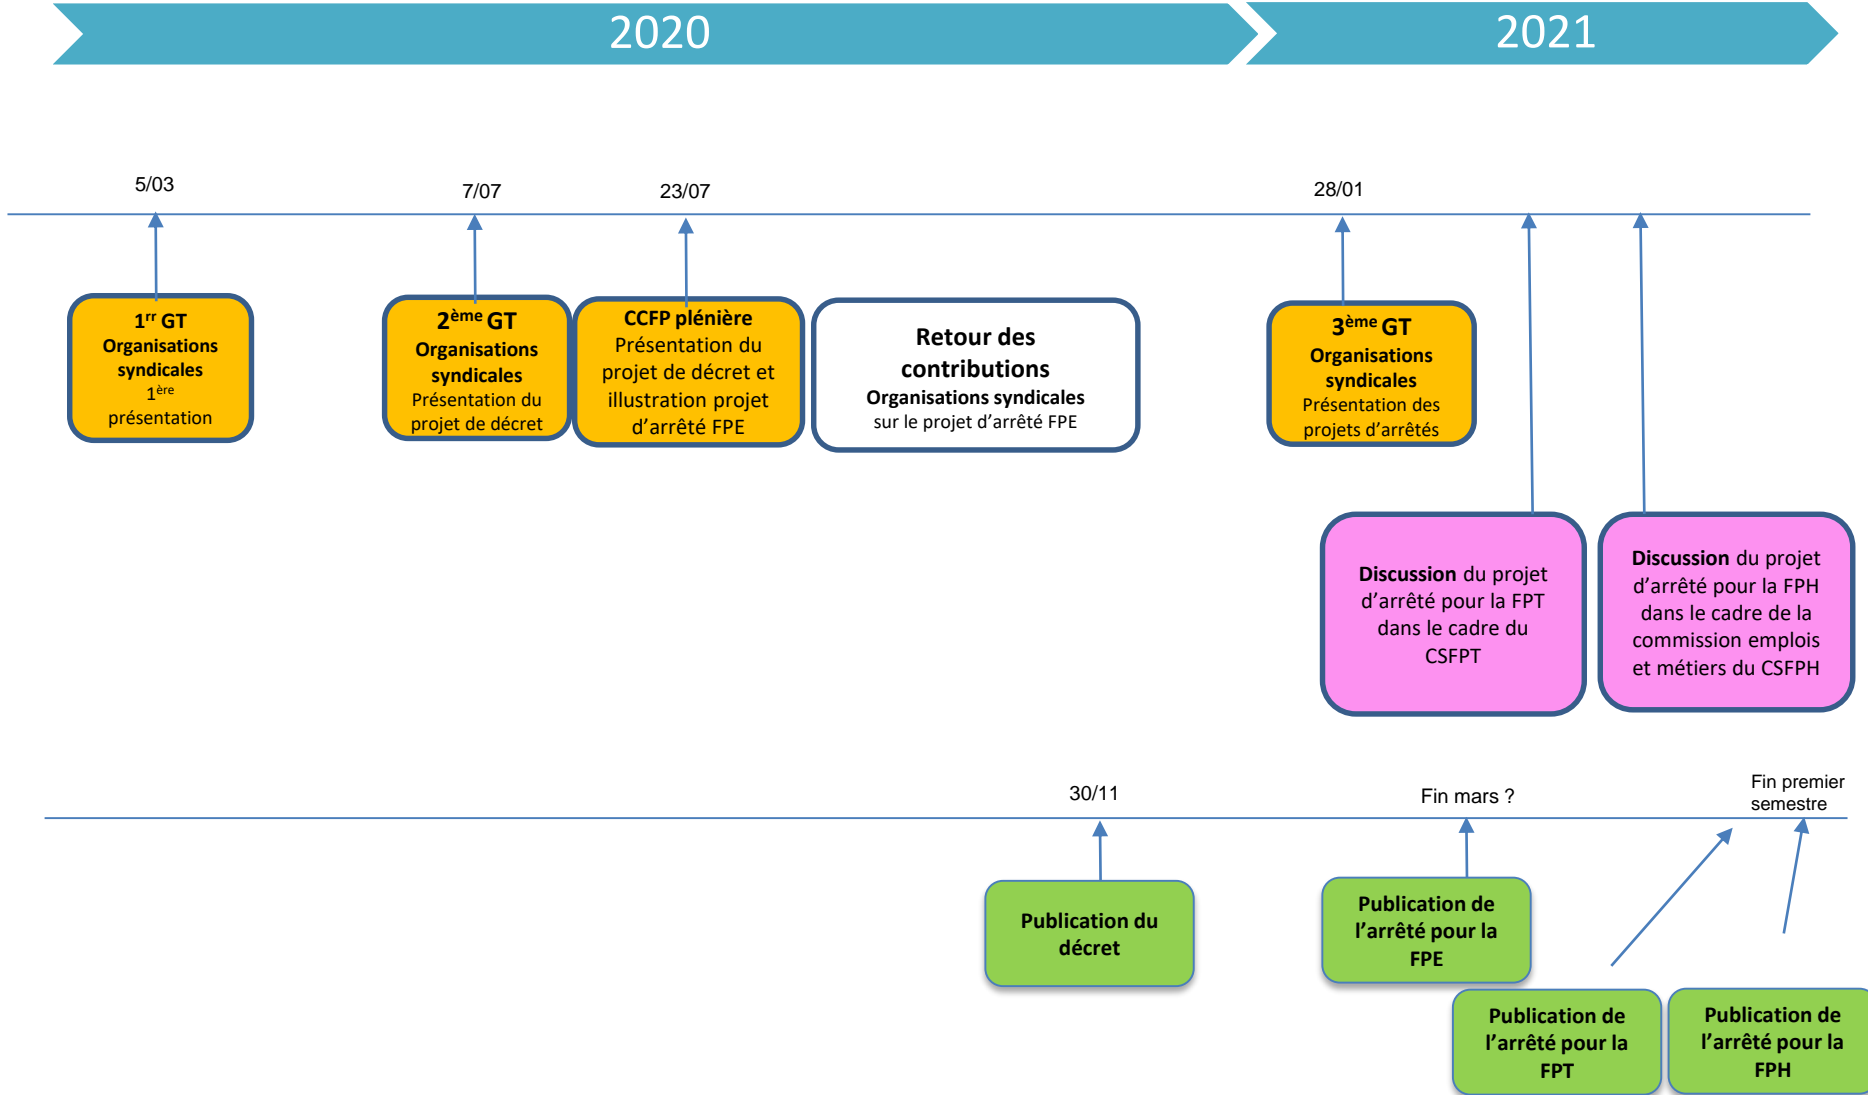 2020
2021
5/03
7/07
23/07
28/01
1rr GT
Organisations
syndicales
1ère
présentation
2ème GT
Organisations
syndicales
Présentation du
projet de décret
CCFP plénière
Présentation du
projet de décret et
illustration projet
d’arrêté FPE
Retour des
contributions
Organisations syndicales
sur le projet d’arrêté FPE
3ème GT
Organisations
syndicales
Présentation des
projets d’arrêtés
Discussion du projet
d’arrêté pour la FPT
dans le cadre du
CSFPT
Discussion du projet
d’arrêté pour la FPH
dans le cadre de la
commission emplois
et métiers du CSFPH
30/11
Fin mars ?
Fin premier
semestre
Publication du
décret
Publication de
l’arrêté pour la
FPE
Publication de
l’arrêté pour la
FPT
Publication de
l’arrêté pour la
FPH